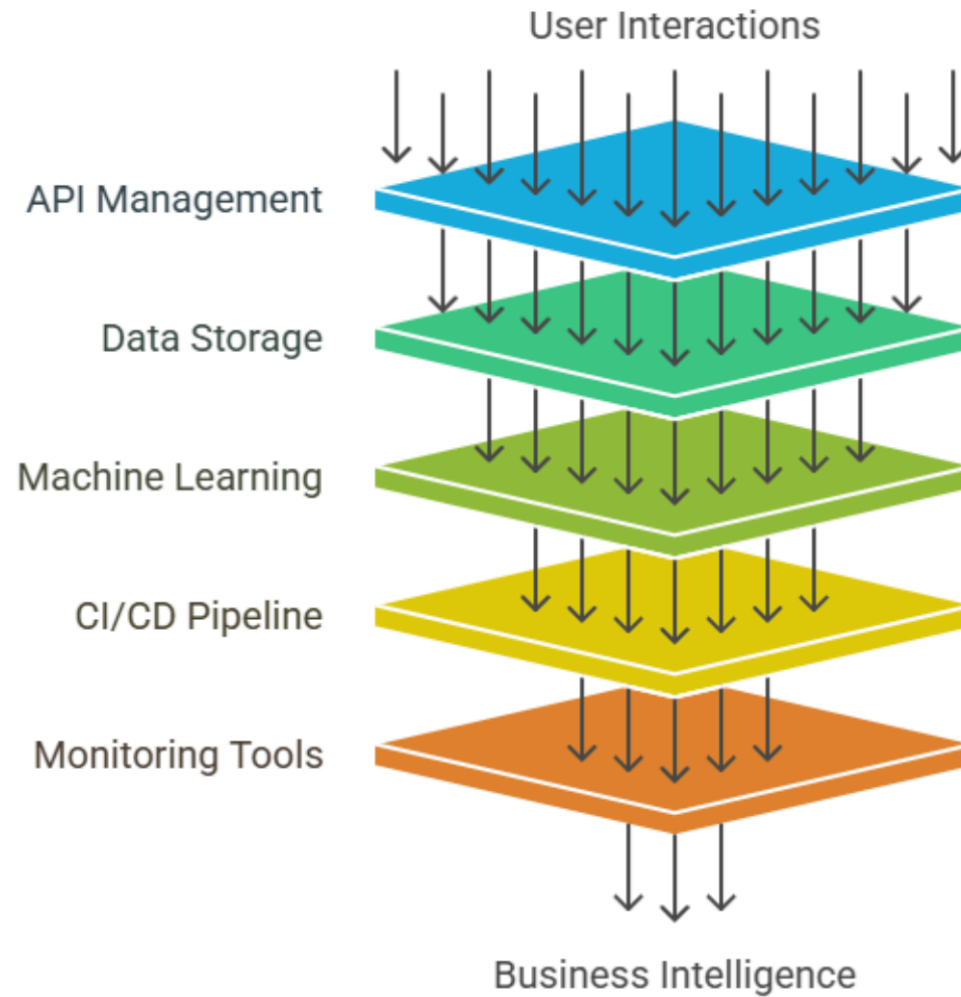 User Interactions
API Management
Data Storage
Machine Learning
CI/CD Pipeline
Monitoring Tools
Business Intelligence